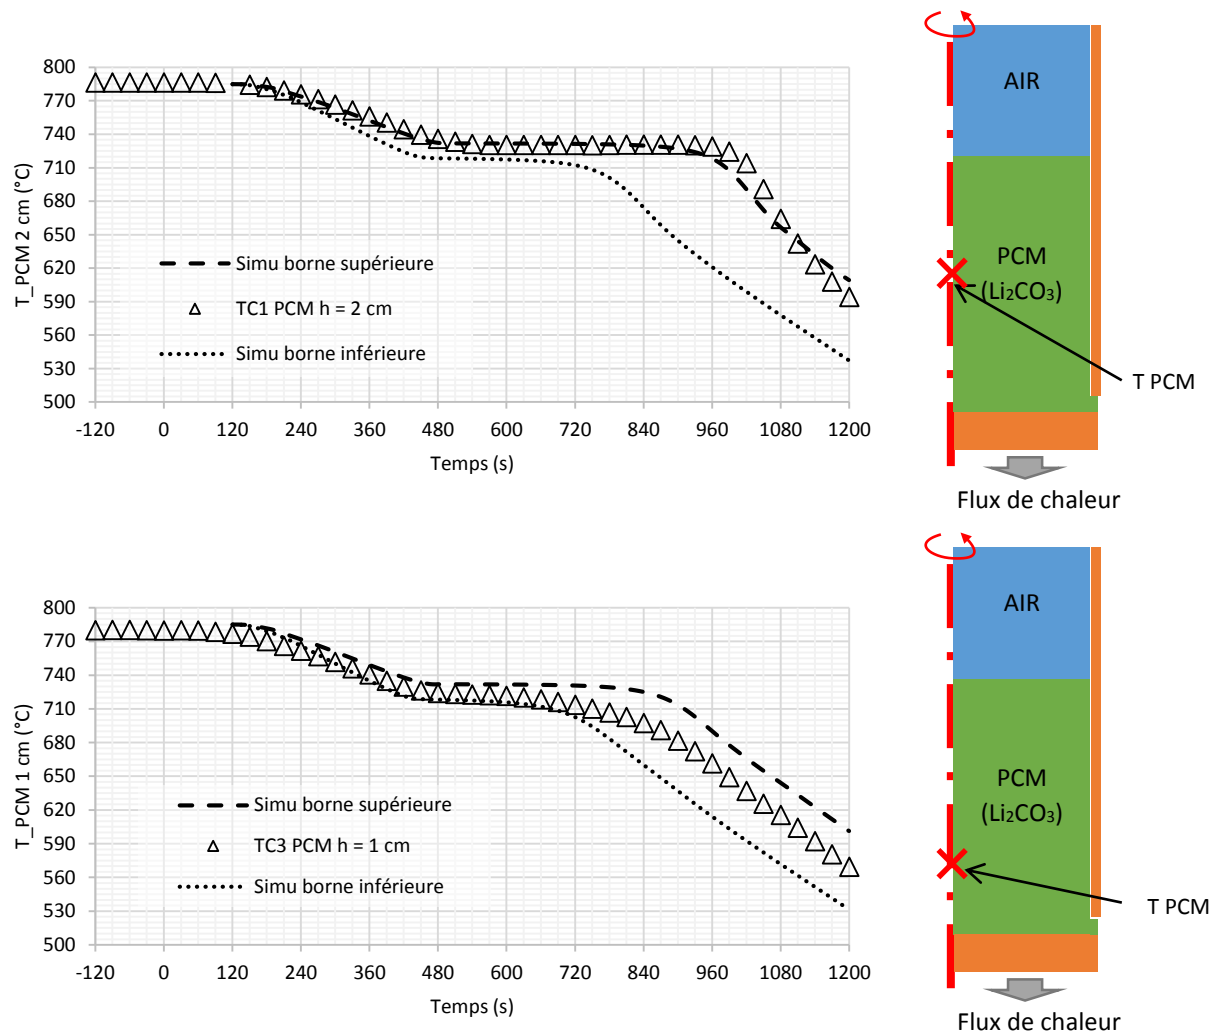 T_PCM 2 cm (°C)
800
770
740
710
680
650
620
590
560
530
500
Simu borne supérieure
TC1 PCM h = 2 cm
Simu borne inférieure
-120 0 120 240 360 480 600 720 840 960 1080 1200
Temps (s)
AIR
PCM
(Li₂CO₃)
T PCM
Flux de chaleur
T_PCM 1 cm (°C)
800
770
740
710
680
650
620
590
560
530
500
Simu borne supérieure
TC3 PCM h = 1 cm
Simu borne inférieure
-120 0 120 240 360 480 600 720 840 960 1080 1200
Temps (s)
AIR
PCM
(Li₂CO₃)
T PCM
Flux de chaleur